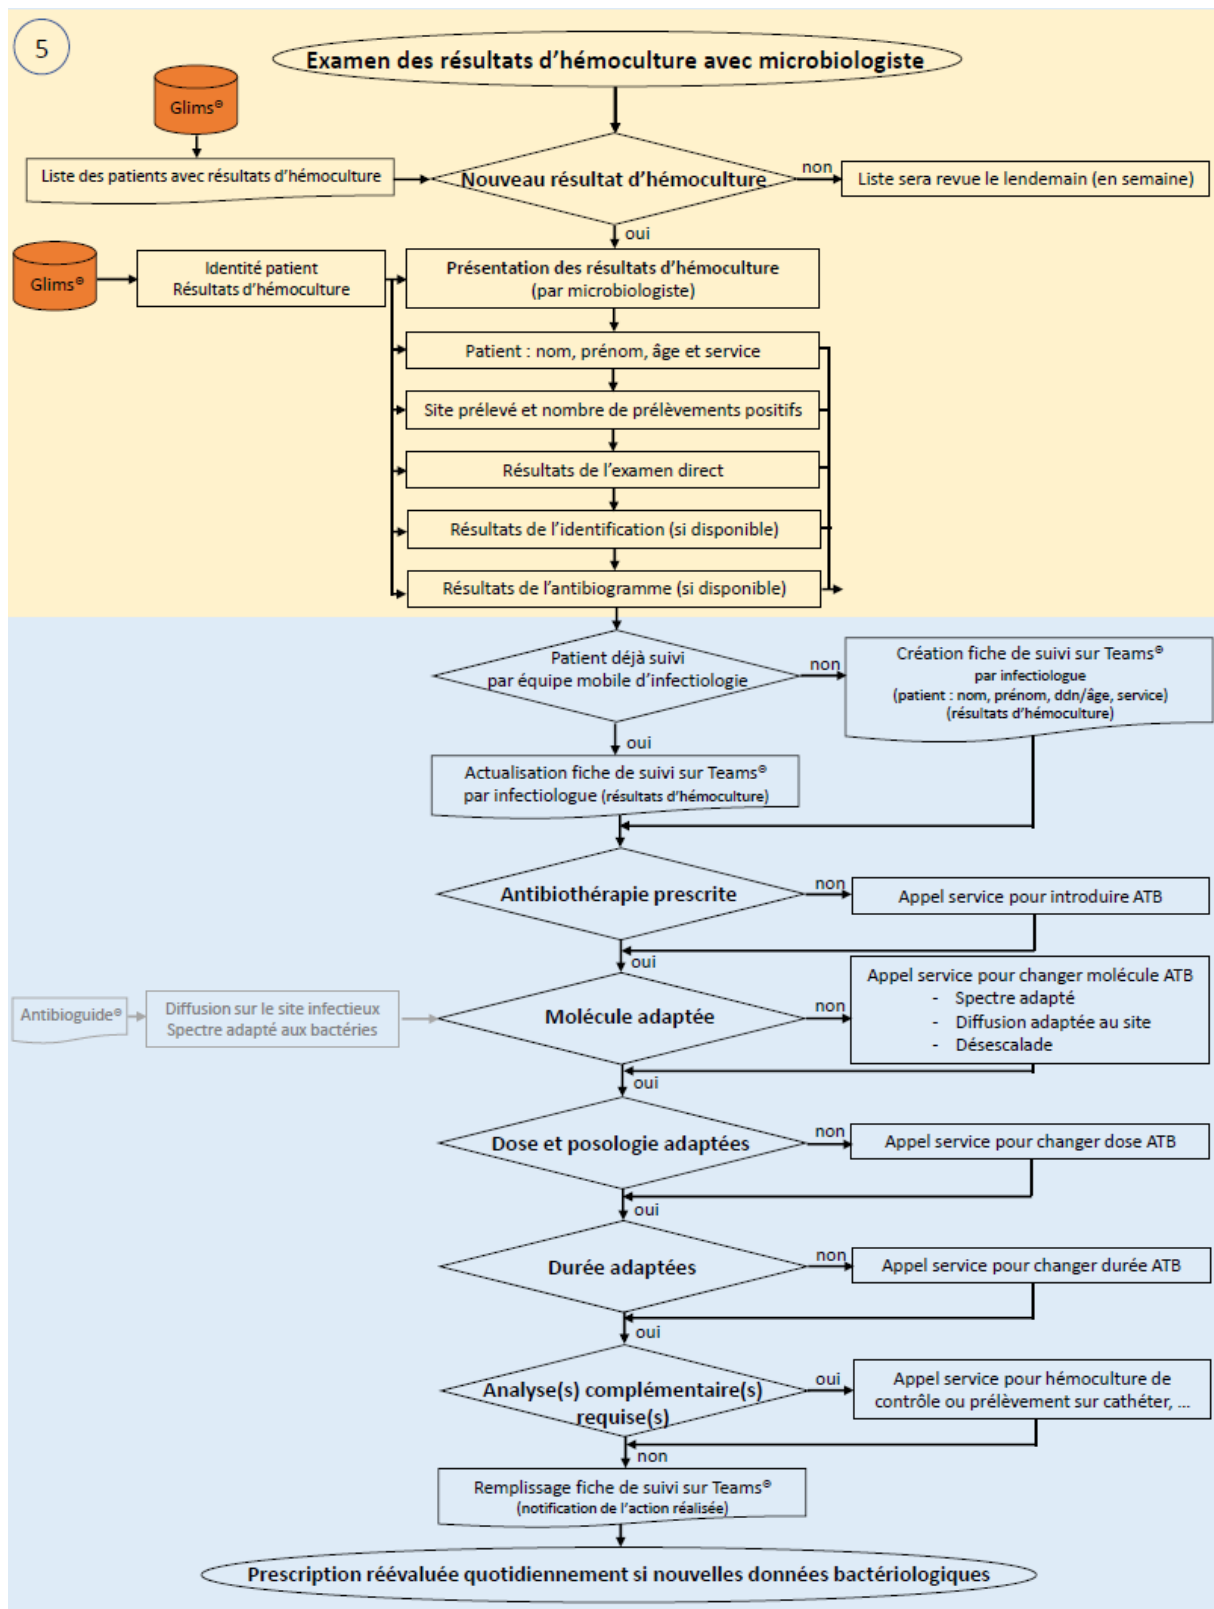 5
Examen des résultats d’hémoculture avec microbiologiste
Glims®
Liste des patients avec résultats d’hémoculture
Nouveau résultat d’hémoculture
non
Liste sera revue le lendemain (en semaine)
oui
Glims®
Identité patient
Résultats d’hémoculture
Présentation des résultats d’hémoculture
(par microbiologiste)
Patient : nom, prénom, âge et service
Site prélevé et nombre de prélèvements positifs
Résultats de l’examen direct
Résultats de l’identification (si disponible)
Résultats de l’antibiogramme (si disponible)
Patient déjà suivi
par équipe mobile d’infectiologie
non
Création fiche de suivi sur Teams®
par infectiologue
(patient : nom, prénom, ddn/âge, service)
(résultats d’hémoculture)
oui
Actualisation fiche de suivi sur Teams®
par infectiologue (résultats d’hémoculture)
Antibiothérapie prescrite
non
Appel service pour introduire ATB
oui
Antibioguide®
Diffusion sur le site infectieux
Spectre adapté aux bactéries
Molécule adaptée
non
Appel service pour changer molécule ATB
- Spectre adapté
- Diffusion adaptée au site
- Désescalade
oui
Dose et posologie adaptées
non
Appel service pour changer dose ATB
oui
Durée adaptées
non
Appel service pour changer durée ATB
oui
Analyse(s) complémentaire(s)
requise(s)
oui
Appel service pour hémoculture de
contrôle ou prélèvement sur cathéter, ...
non
Remplissage fiche de suivi sur Teams®
(notification de l’action réalisée)
Prescription réévaluée quotidiennement si nouvelles données bactériologiques